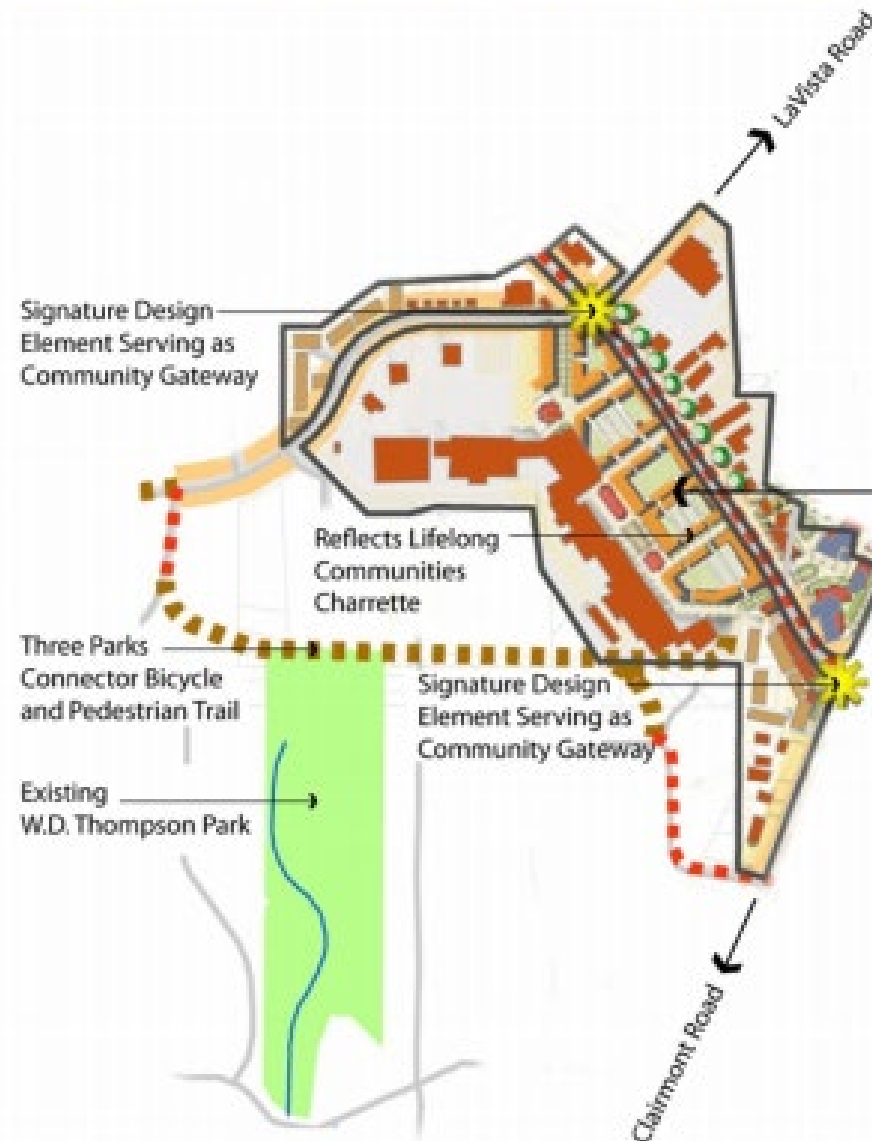 LaVista Road
Signature Design
Element Serving as
Community Gateway
Reflects Lifelong
Communities
Charrette
Three Parks
Connector Bicycle
and Pedestrian Trail
Signature Design
Element Serving as
Community Gateway
Existing
W.D. Thompson Park
Clairmont Road